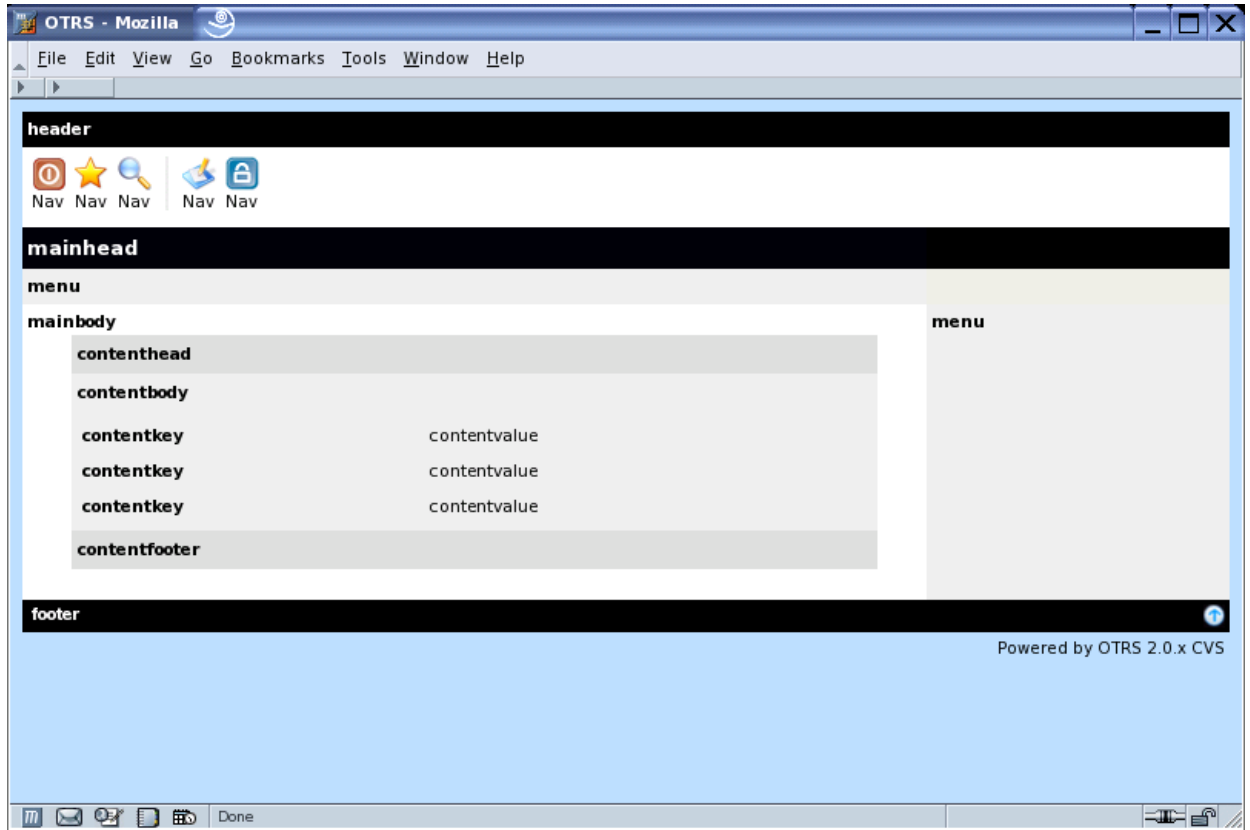 OTRS - Mozilla
File Edit View Go Bookmarks Tools Window Help
header
Nav Nav Nav Nav Nav
mainhead
menu
mainbody menu
contenthead
contentbody
contentkey contentvalue
contentkey contentvalue
contentkey contentvalue
contentfooter
footer
Powered by OTRS 2.0.x CVS
Done